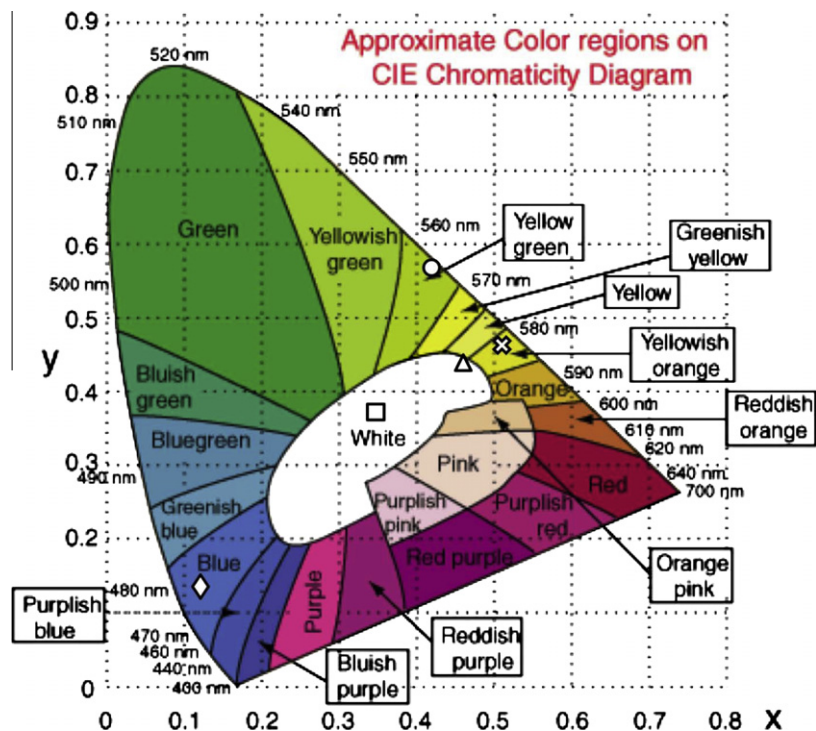 Approximate Color regions on
CIE Chromaticity Diagram
0.9
0.8
0.7
0.6
0.5
0.4
0.3
0.2
0.1
0
y
0
0.1
0.2
0.3
0.4
0.5
0.6
0.7
0.8
x
520 nm
510 nm
540 nm
550 nm
560 nm
570 nm
580 nm
590 nm
600 nm
610 nm
620 nm
640 nm
700 nm
500 nm
490 nm
480 nm
470 nm
460 nm
440 nm
400 nm
Green
Yellowish
green
Yellow
green
Greenish
yellow
Yellow
Yellowish
orange
Orange
Reddish
orange
Bluish
green
Bluegreen
Greenish
blue
Blue
White
Pink
Purplish
pink
Purplish
red
Red
Red purple
Purple
Orange
pink
Reddish
purple
Bluish
purple
Purplish
blue